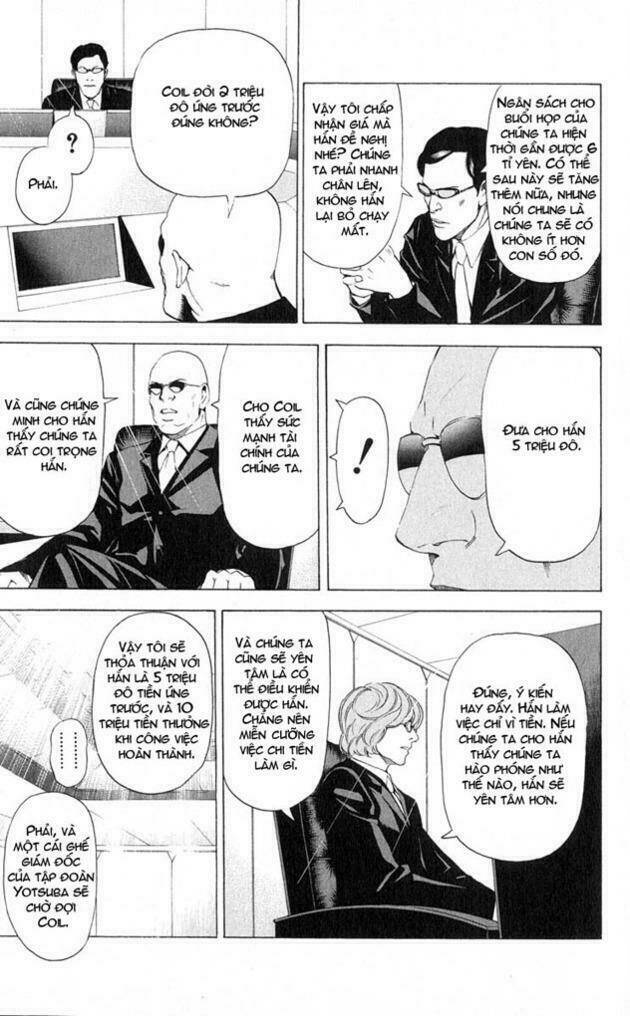 NGÂN SÁCH CHO
BUỔI HỌP CỦA
CHÚNG TA HIỆN
THỜI GẦN ĐƯỢC 6
TỈ YÊN. CÓ THỂ
SAU NÀY SẼ TĂNG
THÊM NỮA, NHƯNG
NÓI CHUNG LÀ
CHÚNG TA SẼ CÓ
KHÔNG ÍT HƠN
CON SỐ ĐÓ.
VẬY TÔI CHẤP
NHẬN GIÁ MÀ
HẮN ĐỀ NGHỊ
NHÉ? CHÚNG
TA PHẢI NHANH
CHÂN LÊN,
KHÔNG HẮN
LẠI BỎ CHẠY
MẤT.
COIL ĐÒI 2 TRIỆU
ĐÔ ỨNG TRƯỚC
ĐÚNG KHÔNG?
?
PHẢI.
ĐƯA CHO HẮN
5 TRIỆU ĐÔ.
!
CHO COIL
THẤY SỨC
MẠNH TÀI
CHÍNH CỦA
CHÚNG TA.
VÀ CŨNG CHỨNG
MINH CHO HẮN
THẤY CHÚNG TA
RẤT COI TRỌNG
HẮN.
ĐÚNG, Ý KIẾN
HAY ĐẤY. HẮN LÀM
VIỆC CHỈ VÌ TIỀN. NẾU
CHÚNG TA CHO HẮN
THẤY CHÚNG TA
HÀO PHÓNG NHƯ
THẾ NÀO, HẮN SẼ
YÊN TÂM HƠN.
VÀ CHÚNG TA
CŨNG SẼ YÊN
TÂM LÀ CÓ
THỂ ĐIỀU KHIỂN
ĐƯỢC HẮN.
CHẲNG NÊN
MIỄN CƯỠNG
VIỆC CHI TIỀN
LÀM GÌ.
VẬY TÔI SẼ
THỎA THUẬN VỚI
HẮN LÀ 5 TRIỆU
ĐÔ TIỀN ỨNG
TRƯỚC, VÀ 10
TRIỆU TIỀN THƯỞNG
KHI CÔNG VIỆC
HOÀN THÀNH.
......
PHẢI, VÀ
MỘT CÁI GHẾ
GIÁM ĐỐC
CỦA TẬP ĐOÀN
YOTSUBA SẼ
CHỜ ĐỢI
COIL.